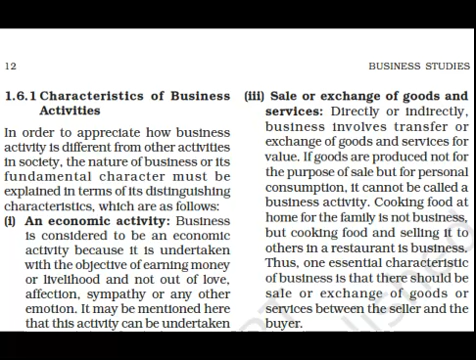 12
BUSINESS STUDIES
1.6.1 Characteristics of Business
Activities
In order to appreciate how business
activity is different from other activities
in society, the nature of business or its
fundamental character must be
explained in terms of its distinguishing
characteristics, which are as follows:
(i) An economic activity: Business
is considered to be an economic
activity because it is undertaken
with the objective of earning money
or livelihood and not out of love,
affection, sympathy or any other
emotion. It may be mentioned here
that this activity can be undertaken
(iii) Sale or exchange of goods and
services: Directly or indirectly,
business involves transfer or
exchange of goods and services for
value. If goods are produced not for
the purpose of sale but for personal
consumption, it cannot be called a
business activity. Cooking food at
home for the family is not business,
but cooking food and selling it to
others in a restaurant is business.
Thus, one essential characteristic
of business is that there should be
sale or exchange of goods or
services between the seller and the
buyer.